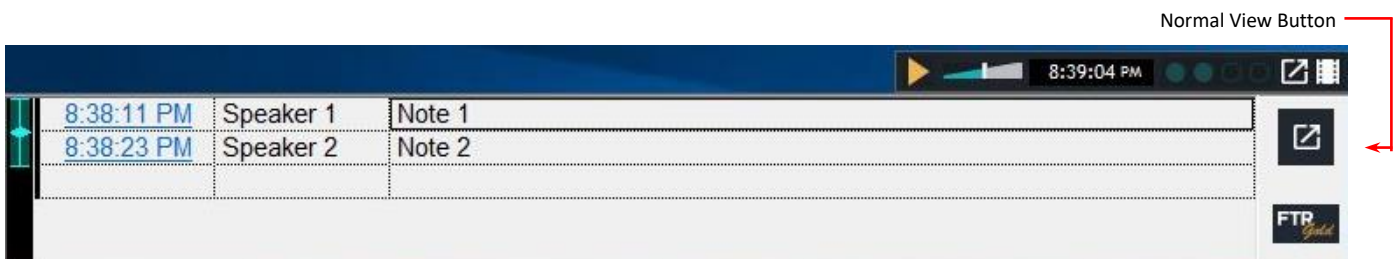 Normal View Button
8:39:04 PM
8:38:11 PM Speaker 1 Note 1
8:38:23 PM Speaker 2 Note 2
FTR
Gold